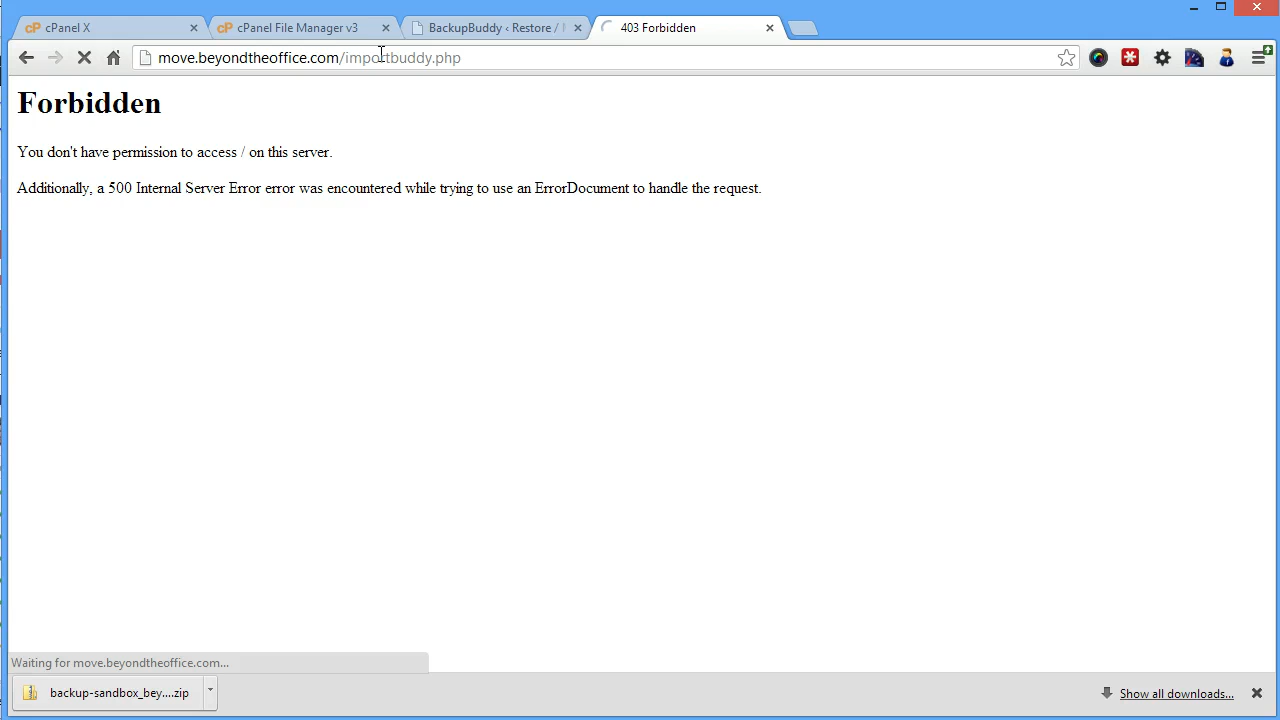 cPanel X
cPanel File Manager v3
BackupBuddy ‹ Restore /
403 Forbidden
move.beyondtheoffice.com/importbuddy.php
Forbidden
You don't have permission to access / on this server.
Additionally, a 500 Internal Server Error error was encountered while trying to use an ErrorDocument to handle the request.
Waiting for move.beyondtheoffice.com...
backup-sandbox_bey....zip
Show all downloads...